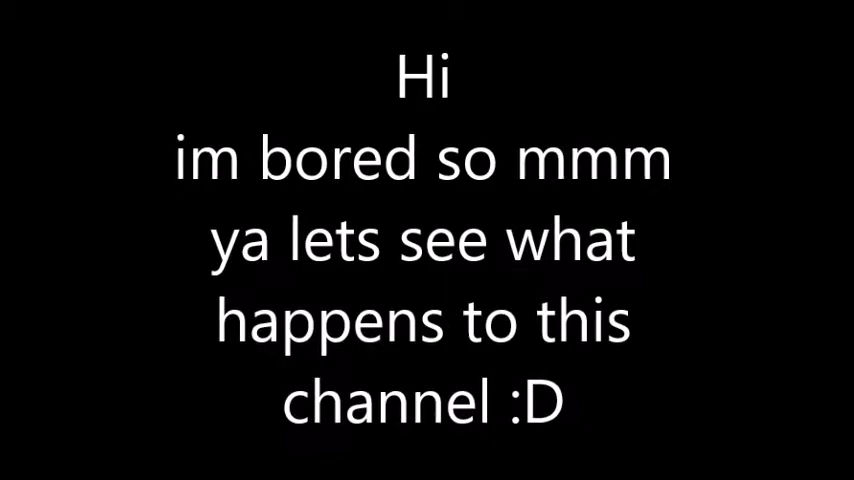 Hi
im bored so mmm
ya lets see what
happens to this
channel :D